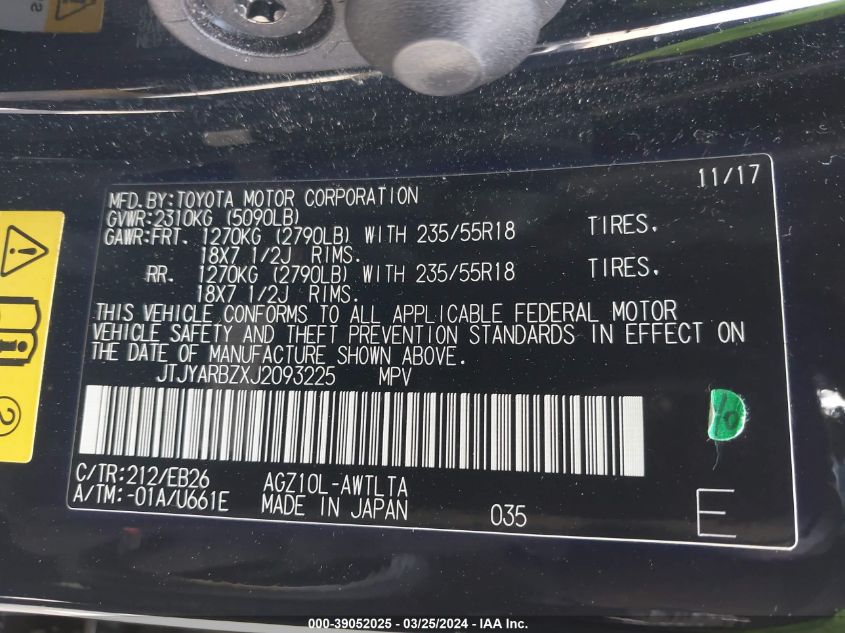 MFD.BY:TOYOTA MOTOR CORPORATION 11/17
GVWR:2310KG (5090LB)
GAWR:FRT. 1270KG (2790LB) WITH 235/55R18 TIRES.
18X7 1/2J RIMS.
RR. 1270KG (2790LB) WITH 235/55R18 TIRES.
18X7 1/2J RIMS.
THIS VEHICLE CONFORMS TO ALL APPLICABLE FEDERAL MOTOR
VEHICLE SAFETY AND THEFT PREVENTION STANDARDS IN EFFECT ON
THE DATE OF MANUFACTURE SHOWN ABOVE.
JTJYARBZXJ2093225 MPV
C/TR:212/EB26 AGZ10L-AWTLTA
A/TM:-01A/U661E MADE IN JAPAN 035 E
000-39052025 - 03/25/2024 - IAA Inc.